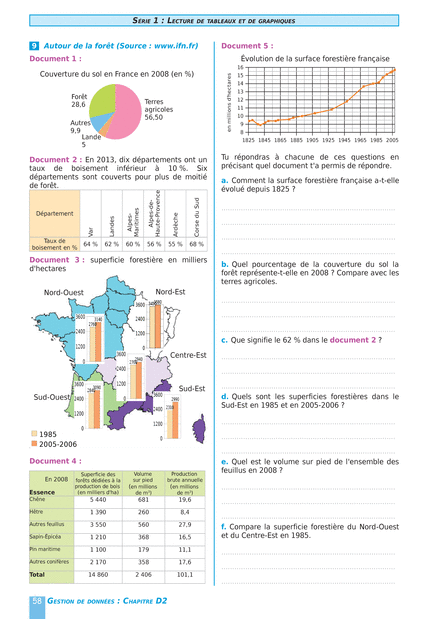 SÉRIE 1 : LECTURE DE TABLEAUX ET DE GRAPHIQUES
9 Autour de la forêt (Source : www.ifn.fr)
Document 1 :
Couverture du sol en France en 2008 (en %)
Forêt
28,6
Autres
9,9
Lande
5
Terres
agricoles
56,50
Document 2 : En 2013, dix départements ont un
taux de boisement inférieur à 10 %. Six
départements sont couverts pour plus de moitié
de forêt.
Département
Var
Landes
Alpes-
Maritimes
Alpes-de-
Haute-Provence
Ardèche
Corse du Sud
Taux de
boisement en %
64 % 62 % 60 % 56 % 55 % 68 %
Document 3 : superficie forestière en milliers
d'hectares
Nord-Ouest
Nord-Est
Centre-Est
Sud-Ouest
Sud-Est
3600
2400
1200
0
3600
2400
1200
0
3600
2400
1200
0
3600
2400
1200
0
3600
2400
1200
0
1985
2005-2006
Document 4 :
En 2008
Essence
Superficie des
forêts dédiées à la
production de bois
(en milliers d'ha)
Volume
sur pied
(en millions
de m³)
Production
brute annuelle
(en millions
de m³)
Chêne 5 440 681 19,6
Hêtre 1 390 260 8,4
Autres feuillus 3 550 560 27,9
Sapin-Épicéa 1 210 368 16,5
Pin maritime 1 100 179 11,1
Autres conifères 2 170 358 17,6
Total 14 860 2 406 101,1
58 GESTION DE DONNÉES : CHAPITRE D2
Document 5 :
Évolution de la surface forestière française
en millions d'hectares
16
15
14
13
12
11
10
9
8
1825 1845 1865 1885 1905 1925 1945 1965 1985 2005
Tu répondras à chacune de ces questions en
précisant quel document t'a permis de répondre.
a. Comment la surface forestière française a-t-elle
évolué depuis 1825 ?
b. Quel pourcentage de la couverture du sol la
forêt représente-t-elle en 2008 ? Compare avec les
terres agricoles.
c. Que signifie le 62 % dans le document 2 ?
d. Quels sont les superficies forestières dans le
Sud-Est en 1985 et en 2005-2006 ?
e. Quel est le volume sur pied de l'ensemble des
feuillus en 2008 ?
f. Compare la superficie forestière du Nord-Ouest
et du Centre-Est en 1985.